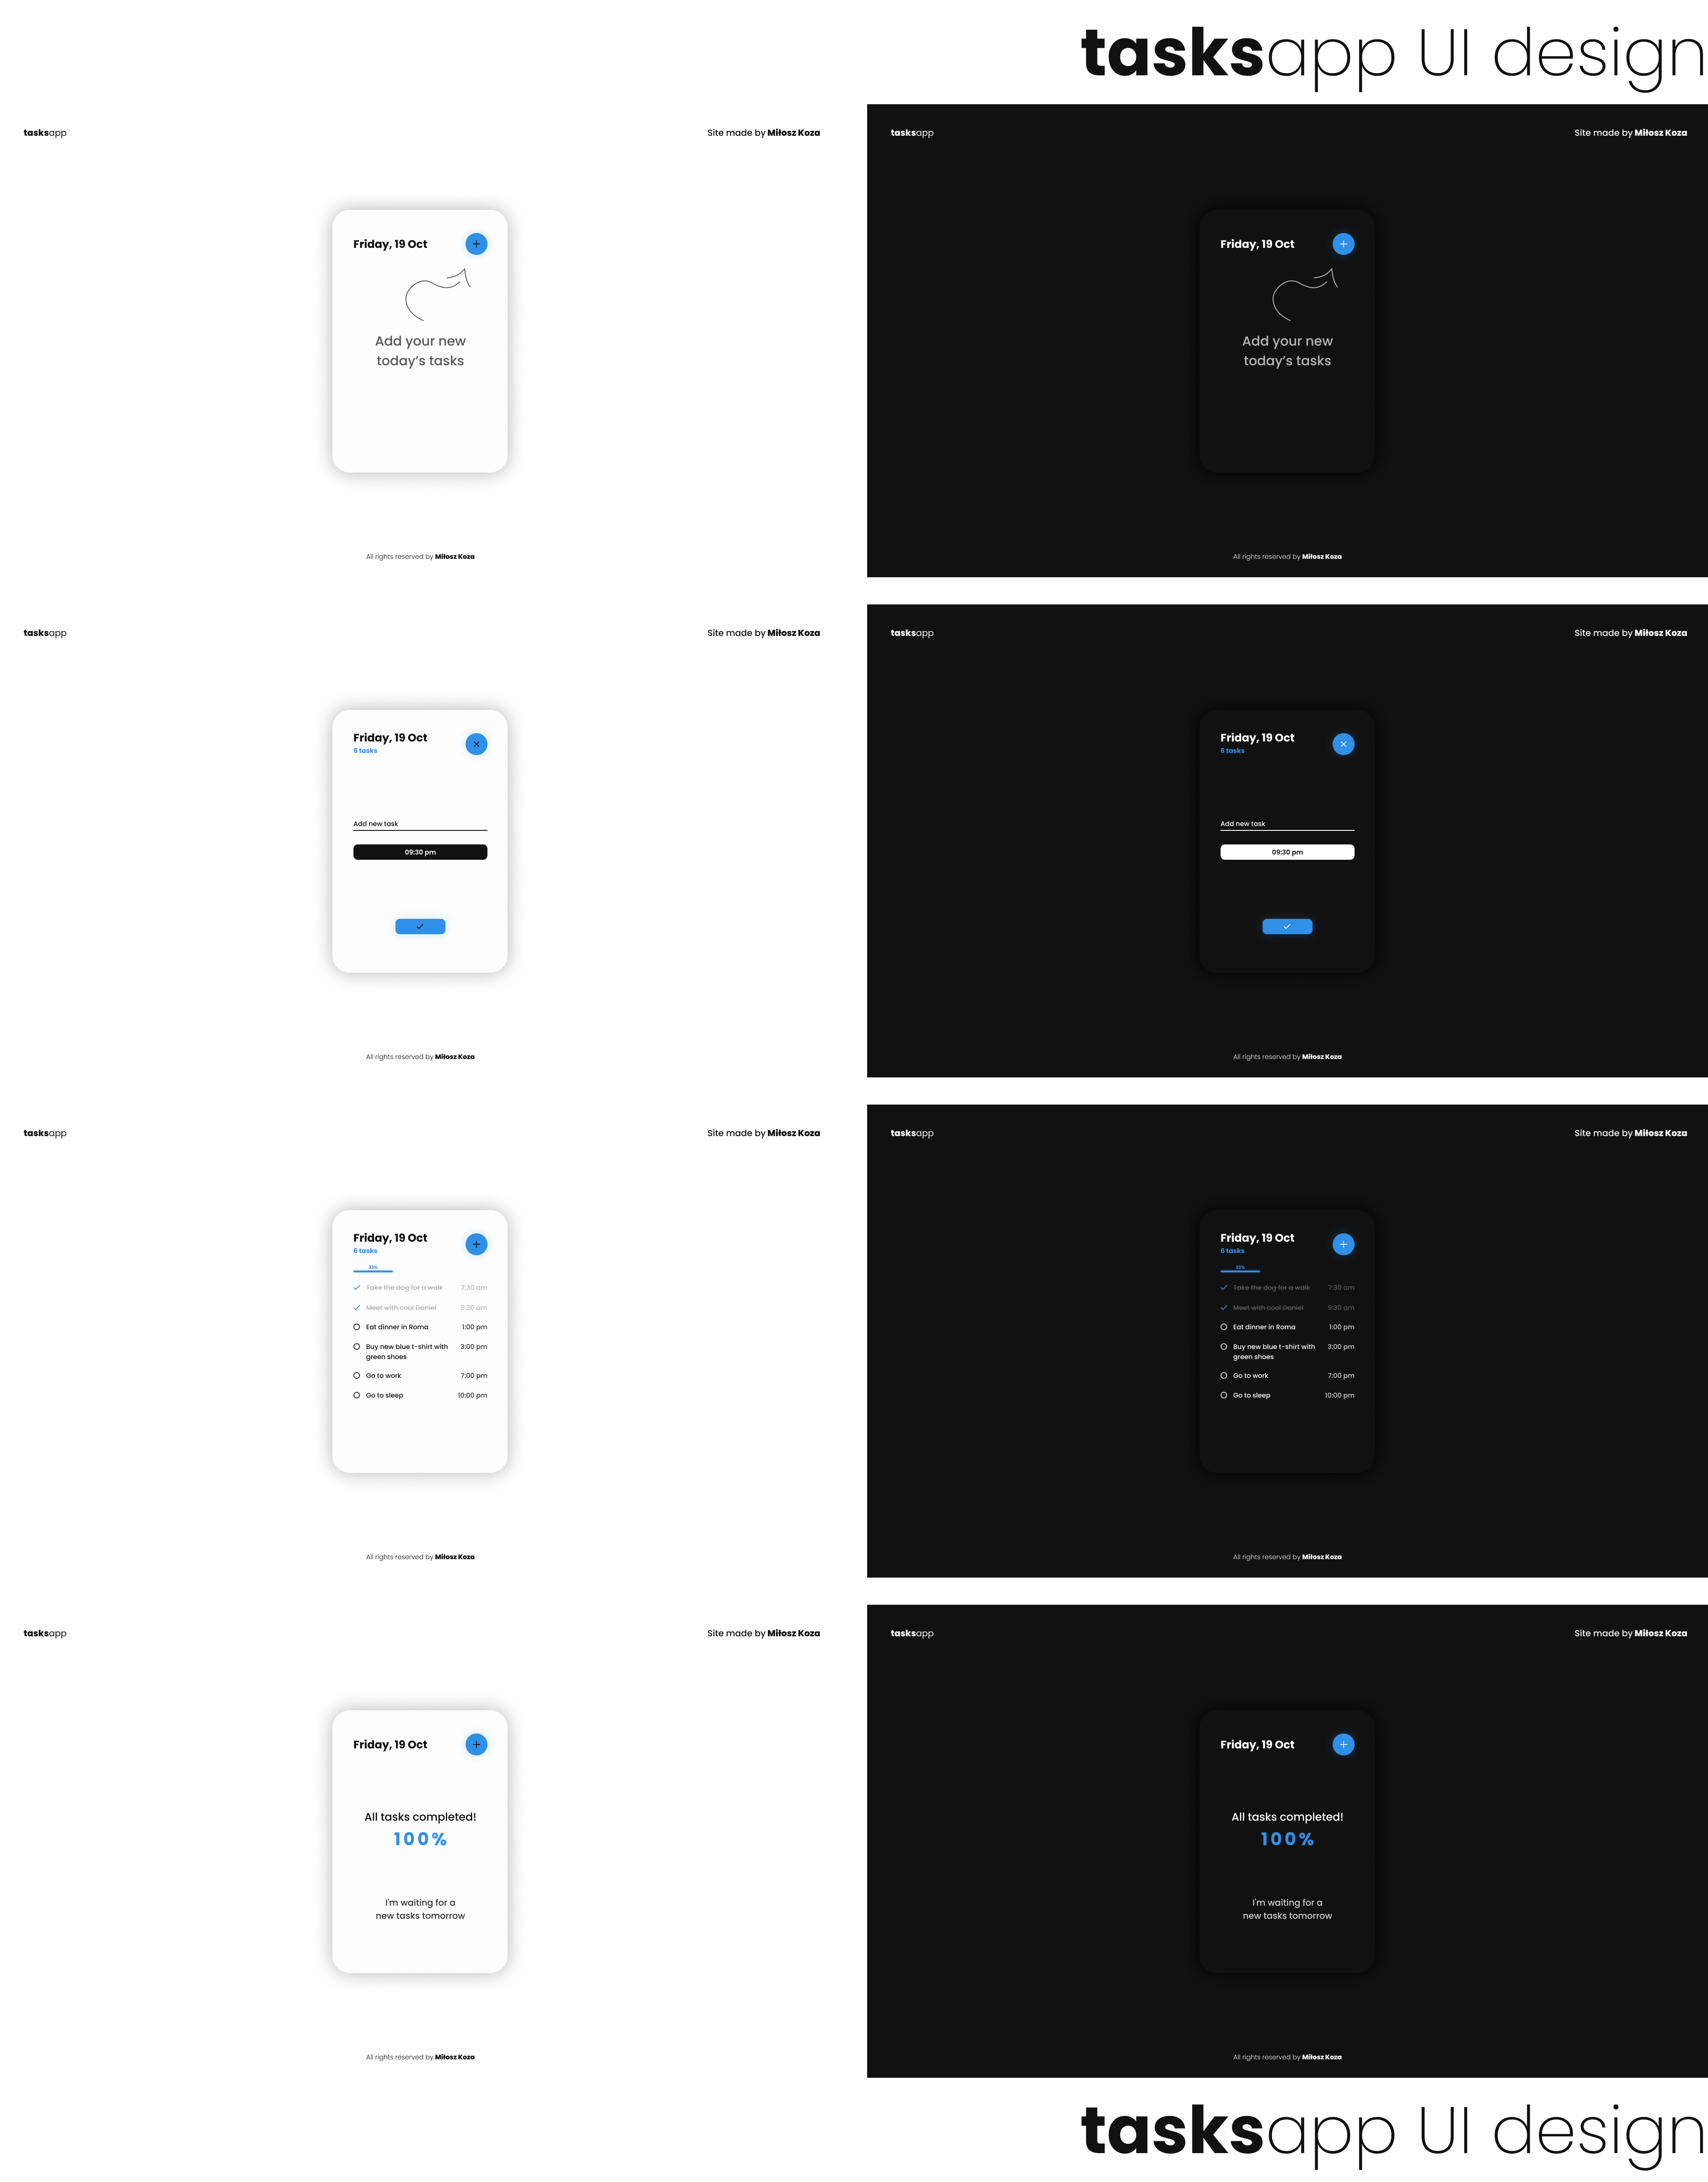 tasksapp UI design
tasksapp
Site made by Miłosz Koza
Friday, 19 Oct
Add your new
today's tasks
All rights reserved by Miłosz Koza
tasksapp
Site made by Miłosz Koza
Friday, 19 Oct
Add your new
today's tasks
All rights reserved by Miłosz Koza
tasksapp
Site made by Miłosz Koza
Friday, 19 Oct
6 tasks
Add new task
09:30 pm
All rights reserved by Miłosz Koza
tasksapp
Site made by Miłosz Koza
Friday, 19 Oct
6 tasks
Add new task
09:30 pm
All rights reserved by Miłosz Koza
tasksapp
Site made by Miłosz Koza
Friday, 19 Oct
6 tasks
33%
Take the dog for a walk 7:30 am
Meet with cool Daniel 9:30 am
Eat dinner in Roma 1:00 pm
Buy new blue t-shirt with 3:00 pm
green shoes
Go to work 7:00 pm
Go to sleep 10:00 pm
All rights reserved by Miłosz Koza
tasksapp
Site made by Miłosz Koza
Friday, 19 Oct
6 tasks
33%
Take the dog for a walk 7:30 am
Meet with cool Daniel 9:30 am
Eat dinner in Roma 1:00 pm
Buy new blue t-shirt with 3:00 pm
green shoes
Go to work 7:00 pm
Go to sleep 10:00 pm
All rights reserved by Miłosz Koza
tasksapp
Site made by Miłosz Koza
Friday, 19 Oct
All tasks completed!
100%
I'm waiting for a
new tasks tomorrow
All rights reserved by Miłosz Koza
tasksapp
Site made by Miłosz Koza
Friday, 19 Oct
All tasks completed!
100%
I'm waiting for a
new tasks tomorrow
All rights reserved by Miłosz Koza
tasksapp UI design